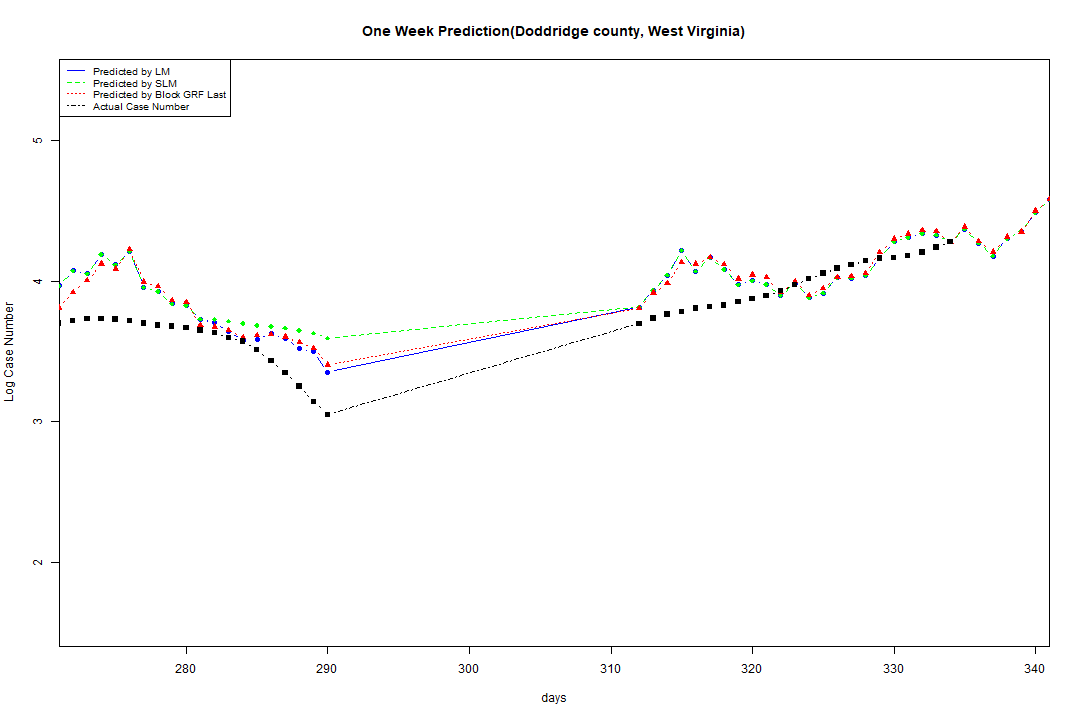 One Week Prediction(Doddridge county, West Virginia)
Predicted by LM
Predicted by SLM
Predicted by Block GRF Last
Actual Case Number
Log Case Number
5
4
3
2
280 290 300 310 320 330 340
days